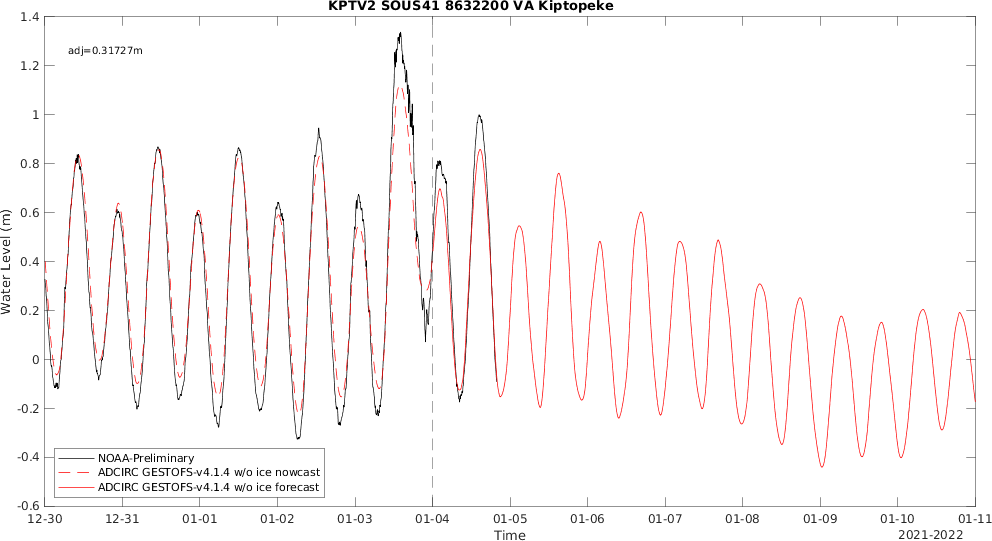 KPTV2 SOUS41 8632200 VA Kiptopeke
adj=0.31727m
Water Level (m)
1.4
1.2
1
0.8
0.6
0.4
0.2
0
-0.2
-0.4
-0.6
NOAA-Preliminary
ADCIRC GESTOFS-v4.1.4 w/o ice nowcast
ADCIRC GESTOFS-v4.1.4 w/o ice forecast
12-30 12-31 01-01 01-02 01-03 01-04 01-05 01-06 01-07 01-08 01-09 01-10 01-11
Time
2021-2022